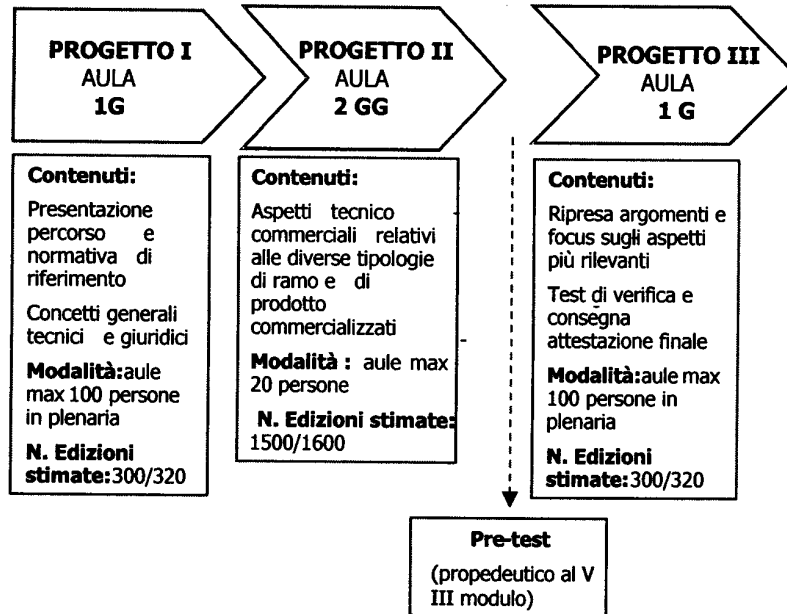 PROGETTO I
AULA
1G
Contenuti:
Presentazione
percorso e
normativa di
riferimento
Concetti generali
tecnici e giuridici
Modalità:aule
max 100 persone
in plenaria
N. Edizioni
stimate:300/320
PROGETTO II
AULA
2 GG
Contenuti:
Aspetti tecnico
commerciali relativi
alle diverse tipologie
di ramo e di
prodotto
commercializzati
Modalità : aule max
20 persone
N. Edizioni stimate:
1500/1600
PROGETTO III
AULA
1 G
Contenuti:
Ripresa argomenti e
focus sugli aspetti
più rilevanti
Test di verifica e
consegna
attestazione finale
Modalità:aule max
100 persone in
plenaria
N. Edizioni
stimate:300/320
Pre-test
(propedeutico al V
III modulo)